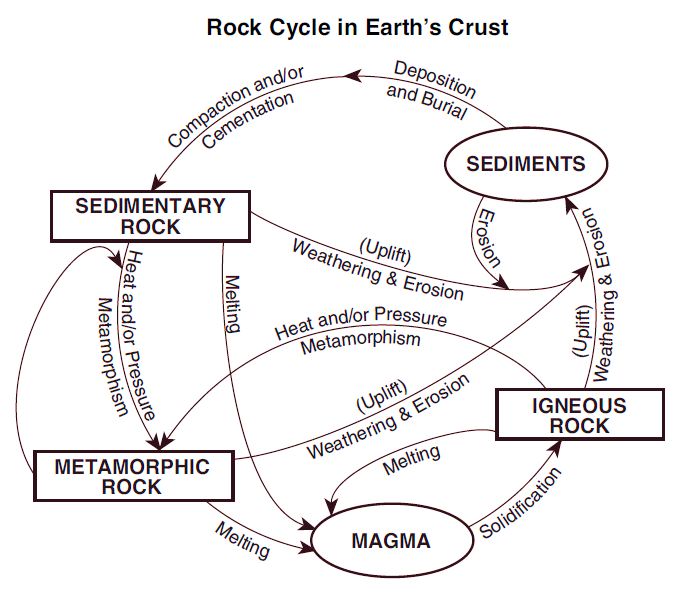 Rock Cycle in Earth's Crust
Deposition
and Burial
Compaction and/or
Cementation
SEDIMENTS
SEDIMENTARY
ROCK
Erosion
(Uplift)
Weathering & Erosion
(Uplift)
Weathering & Erosion
Heat and/or Pressure
Metamorphism
Melting
Heat and/or Pressure
Metamorphism
(Uplift)
Weathering & Erosion
IGNEOUS
ROCK
METAMORPHIC
ROCK
Melting
Solidification
Melting
MAGMA